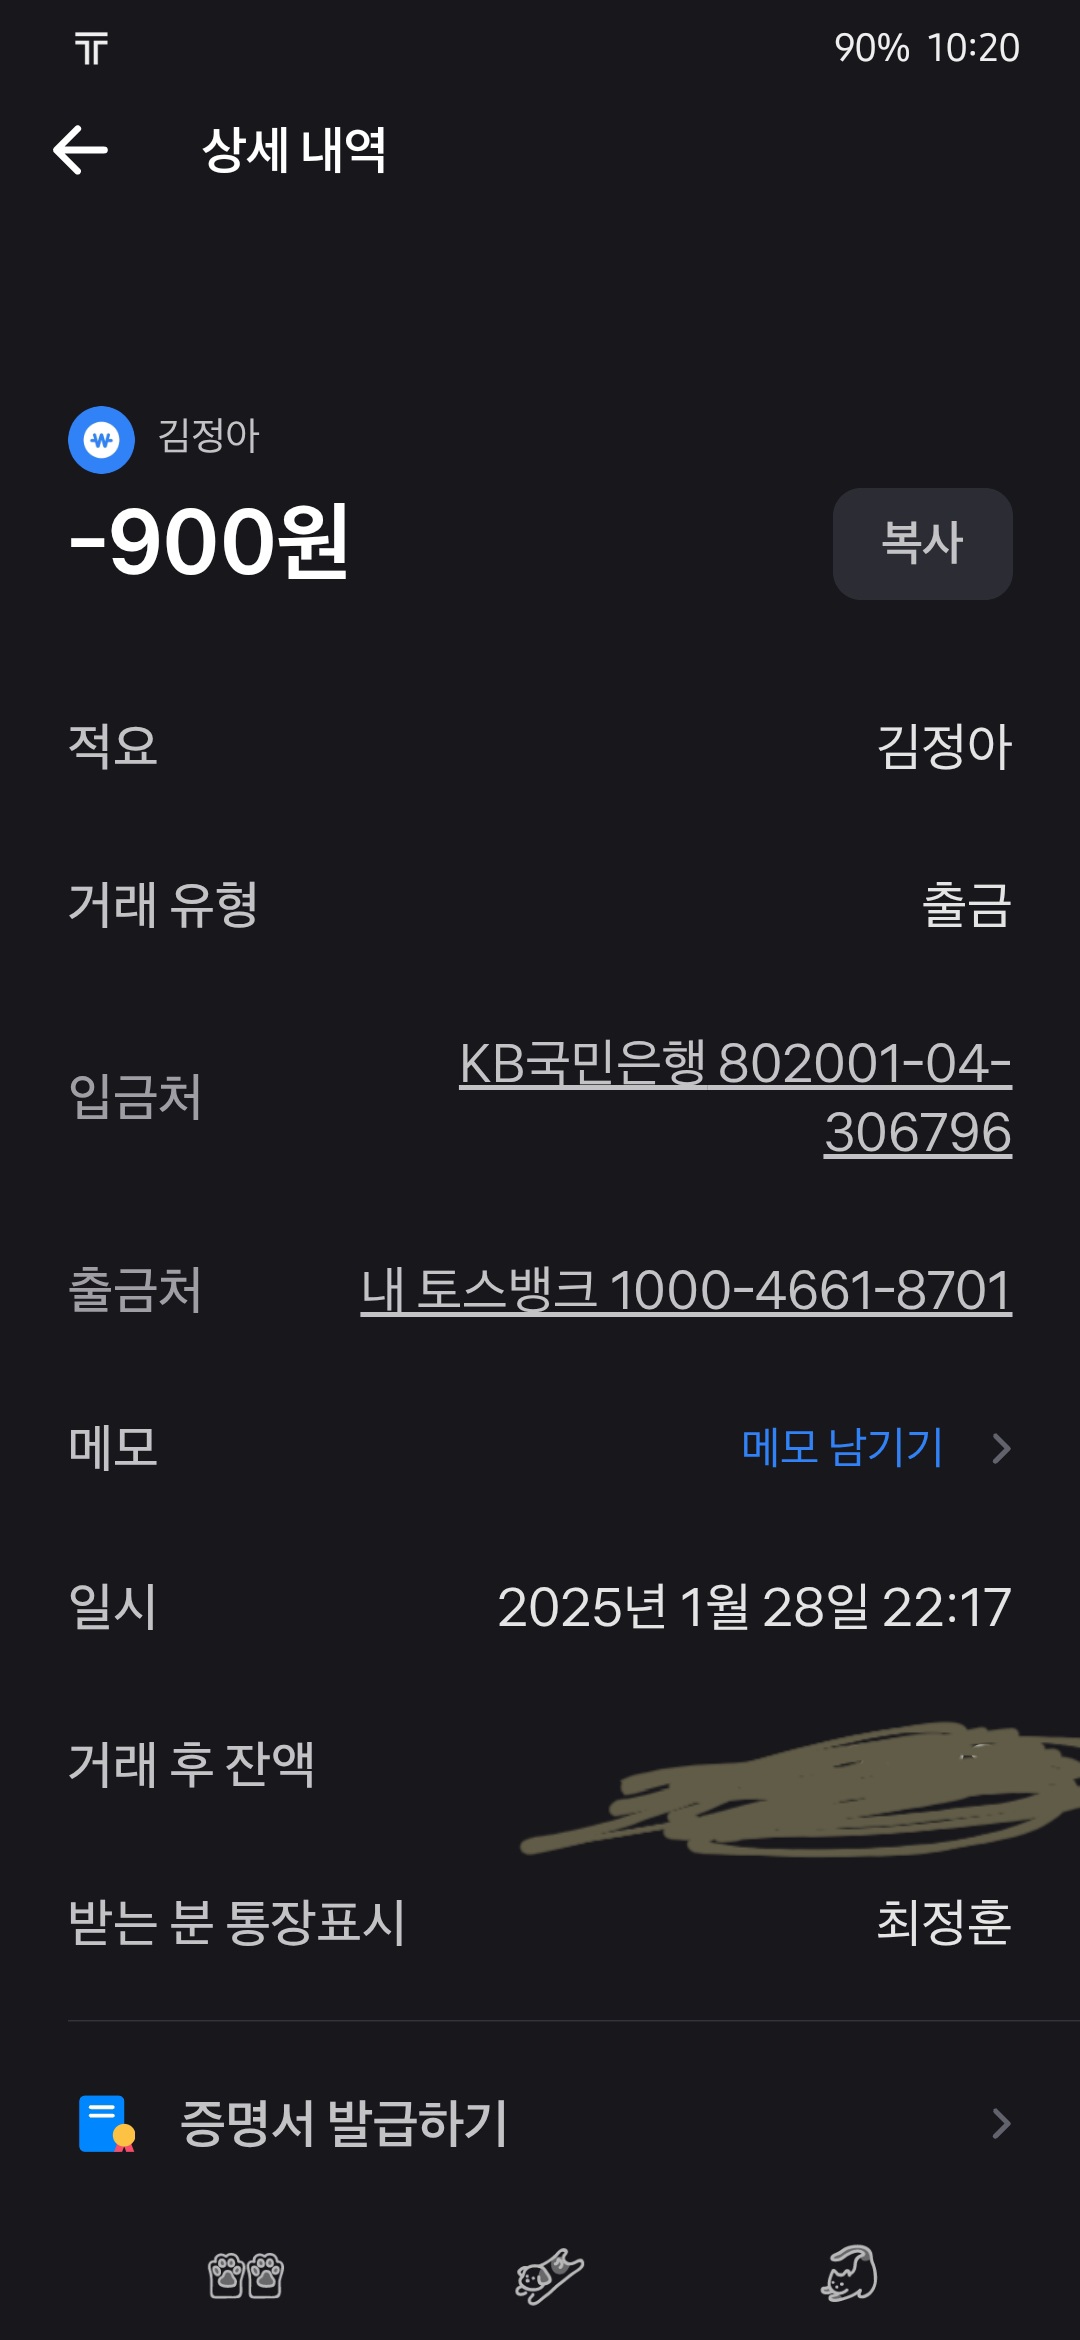 90% 10:20
상세 내역
김정아
-900원
복사
적요 김정아
거래 유형 출금
입금처 KB국민은행 802001-04-
306796
출금처 내 토스뱅크 1000-4661-8701
메모 메모 남기기
일시 2025년 1월 28일 22:17
거래 후 잔액
받는 분 통장표시 최정훈
증명서 발급하기